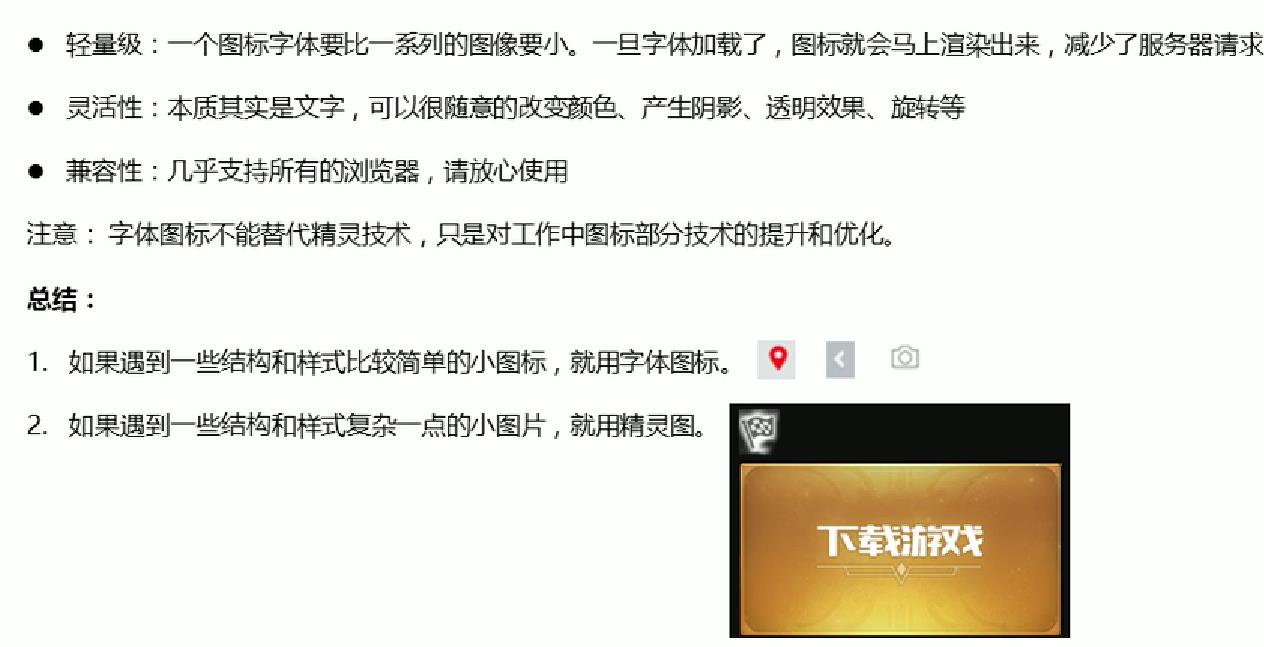 ● 轻量级：一个图标字体要比一系列的图像要小。一旦字体加载了，图标就会马上渲染出来，减少了服务器请求
● 灵活性：本质其实是文字，可以很随意的改变颜色、产生阴影、透明效果、旋转等
● 兼容性：几乎支持所有的浏览器，请放心使用
注意： 字体图标不能替代精灵技术，只是对工作中图标部分技术的提升和优化。
总结：
1. 如果遇到一些结构和样式比较简单的小图标，就用字体图标。
2. 如果遇到一些结构和样式复杂一点的小图片，就用精灵图。
下载游戏